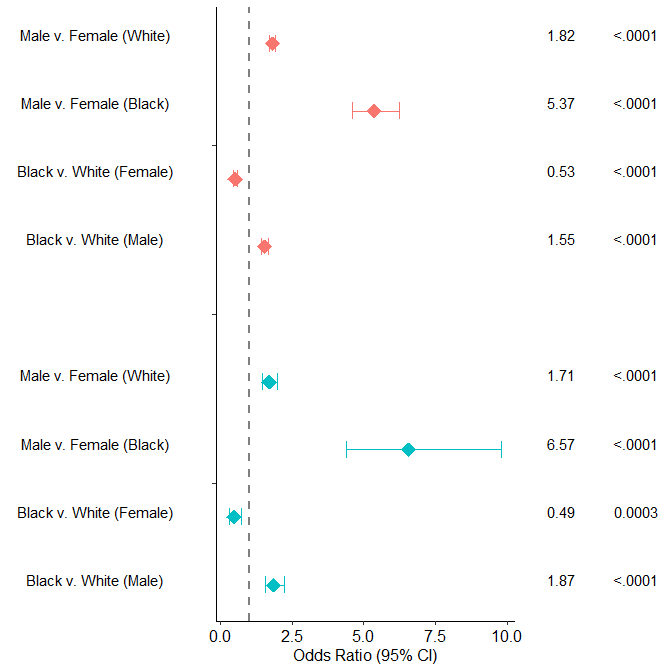 Male v. Female (White) 1.82 <.0001
Male v. Female (Black) 5.37 <.0001
Black v. White (Female) 0.53 <.0001
Black v. White (Male) 1.55 <.0001
Male v. Female (White) 1.71 <.0001
Male v. Female (Black) 6.57 <.0001
Black v. White (Female) 0.49 0.0003
Black v. White (Male) 1.87 <.0001
0.0 2.5 5.0 7.5 10.0
Odds Ratio (95% CI)